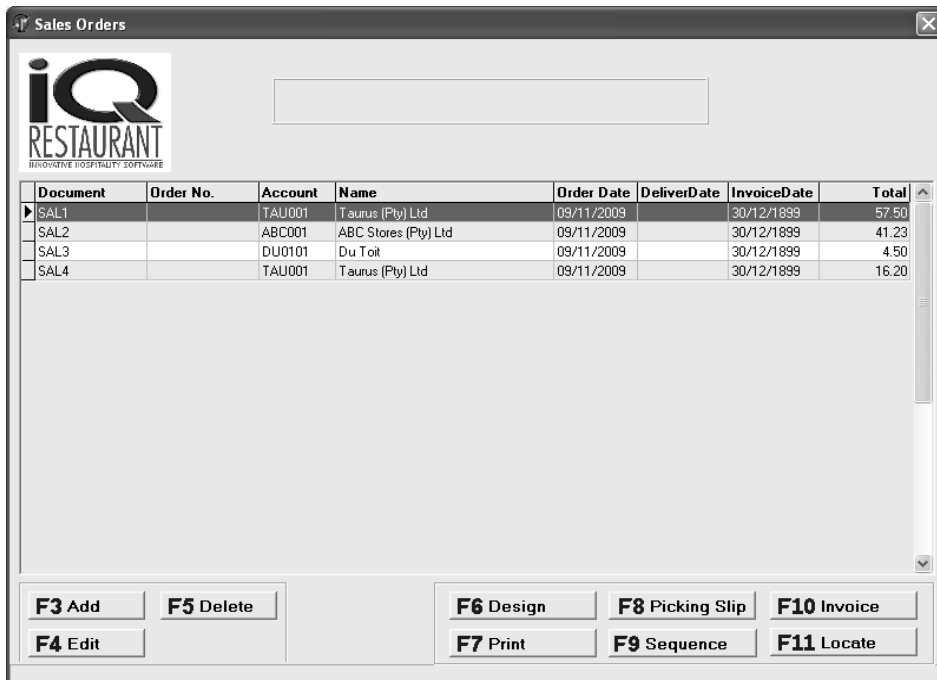 Sales Orders
iQ
RESTAURANT
INNOVATIVE HOSPITALITY SOFTWARE
Document Order No. Account Name Order Date DeliverDate InvoiceDate Total
SAL1 TAU001 Taurus (Pty) Ltd 09/11/2009 30/12/1899 57.50
SAL2 ABC001 ABC Stores (Pty) Ltd 09/11/2009 30/12/1899 41.23
SAL3 DU0101 Du Toit 09/11/2009 30/12/1899 4.50
SAL4 TAU001 Taurus (Pty) Ltd 09/11/2009 30/12/1899 16.20
F3 Add F5 Delete F6 Design F8 Picking Slip F10 Invoice
F4 Edit F7 Print F9 Sequence F11 Locate